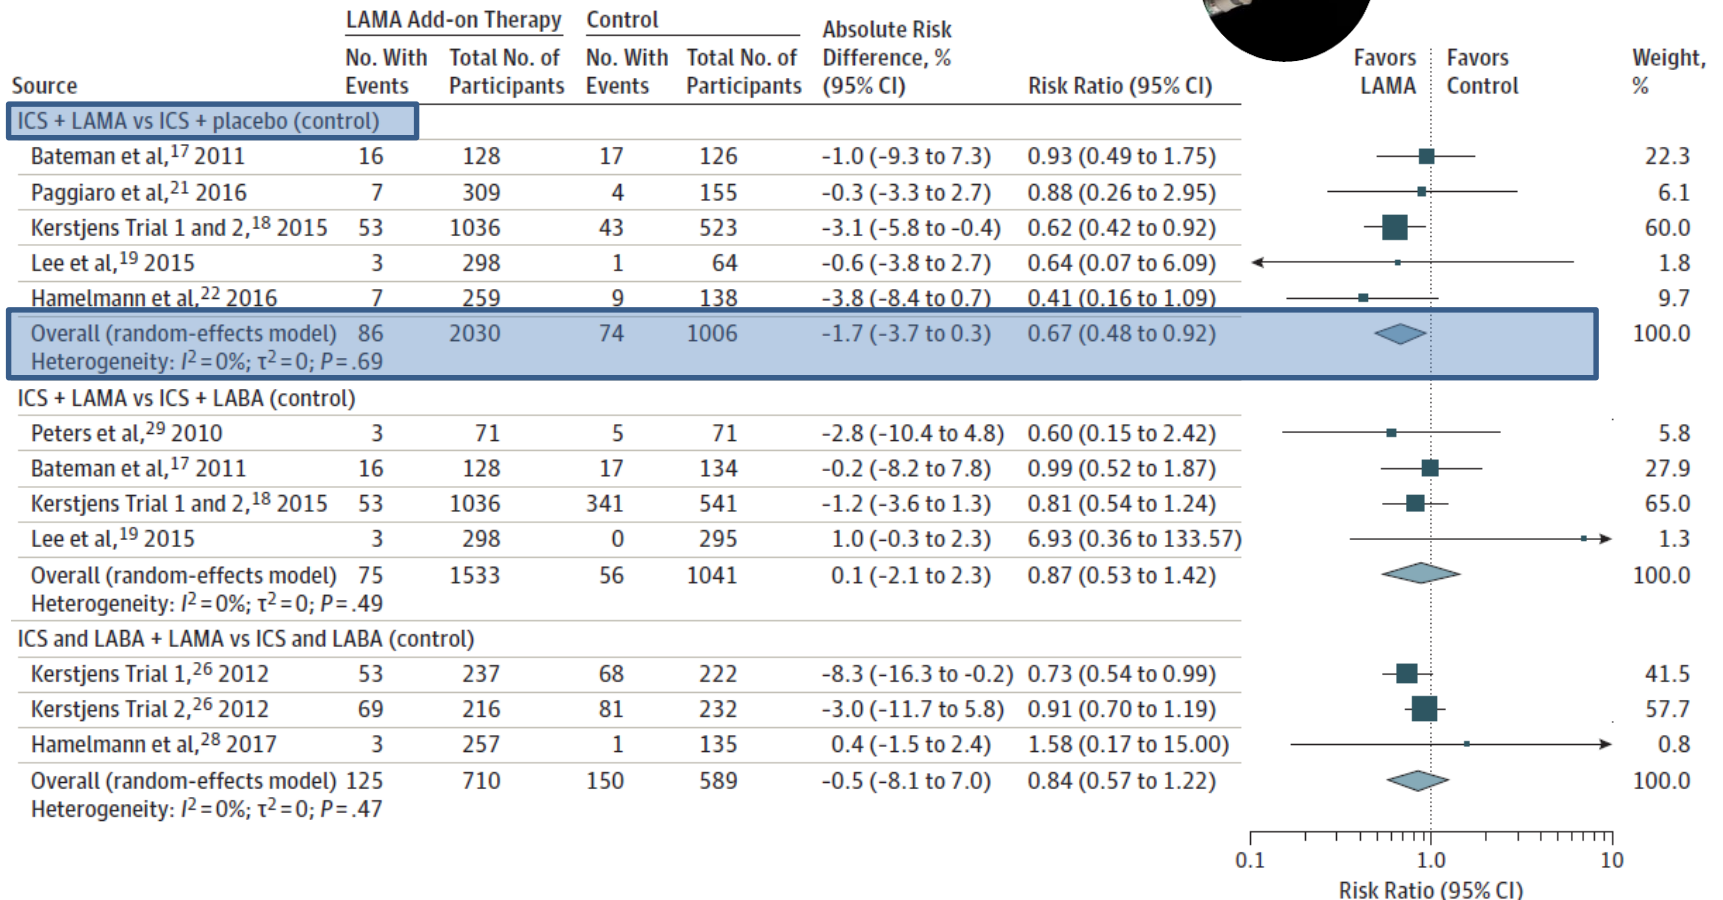 LAMA Add-on Therapy Control Absolute Risk Difference, % (95% CI) Favors LAMA Favors Control Weight, %
Source No. With Events Total No. of Participants No. With Events Total No. of Participants Risk Ratio (95% CI)
ICS + LAMA vs ICS + placebo (control)
Bateman et al,17 2011 16 128 17 126 -1.0 (-9.3 to 7.3) 0.93 (0.49 to 1.75) 22.3
Paggiaro et al,21 2016 7 309 4 155 -0.3 (-3.3 to 2.7) 0.88 (0.26 to 2.95) 6.1
Kerstjens Trial 1 and 2,18 2015 53 1036 43 523 -3.1 (-5.8 to -0.4) 0.62 (0.42 to 0.92) 60.0
Lee et al,19 2015 3 298 1 64 -0.6 (-3.8 to 2.7) 0.64 (0.07 to 6.09) 1.8
Hamelmann et al,22 2016 7 259 9 138 -3.8 (-8.4 to 0.7) 0.41 (0.16 to 1.09) 9.7
Overall (random-effects model) 86 2030 74 1006 -1.7 (-3.7 to 0.3) 0.67 (0.48 to 0.92) 100.0
Heterogeneity: I2=0%; τ2=0; P=.69
ICS + LAMA vs ICS + LABA (control)
Peters et al,29 2010 3 71 5 71 -2.8 (-10.4 to 4.8) 0.60 (0.15 to 2.42) 5.8
Bateman et al,17 2011 16 128 17 134 -0.2 (-8.2 to 7.8) 0.99 (0.52 to 1.87) 27.9
Kerstjens Trial 1 and 2,18 2015 53 1036 341 541 -1.2 (-3.6 to 1.3) 0.81 (0.54 to 1.24) 65.0
Lee et al,19 2015 3 298 0 295 1.0 (-0.3 to 2.3) 6.93 (0.36 to 133.57) 1.3
Overall (random-effects model) 75 1533 56 1041 0.1 (-2.1 to 2.3) 0.87 (0.53 to 1.42) 100.0
Heterogeneity: I2=0%; τ2=0; P=.49
ICS and LABA + LAMA vs ICS and LABA (control)
Kerstjens Trial 1,26 2012 53 237 68 222 -8.3 (-16.3 to -0.2) 0.73 (0.54 to 0.99) 41.5
Kerstjens Trial 2,26 2012 69 216 81 232 -3.0 (-11.7 to 5.8) 0.91 (0.70 to 1.19) 57.7
Hamelmann et al,28 2017 3 257 1 135 0.4 (-1.5 to 2.4) 1.58 (0.17 to 15.00) 0.8
Overall (random-effects model) 125 710 150 589 -0.5 (-8.1 to 7.0) 0.84 (0.57 to 1.22) 100.0
Heterogeneity: I2=0%; τ2=0; P=.47
0.1 1.0 10
Risk Ratio (95% CI)